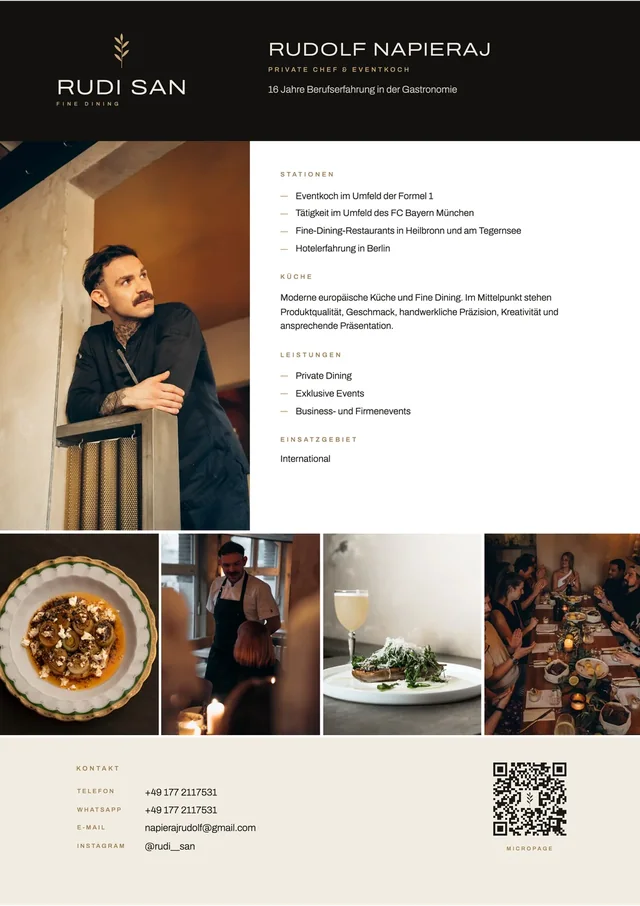 RUDI SAN
FINE DINING
RUDOLF NAPIERAJ
PRIVATE CHEF & EVENTKOCH
16 Jahre Berufserfahrung in der Gastronomie
STATIONEN
— Eventkoch im Umfeld der Formel 1
— Tätigkeit im Umfeld des FC Bayern München
— Fine-Dining-Restaurants in Heilbronn und am Tegernsee
— Hotelerfahrung in Berlin
KÜCHE
Moderne europäische Küche und Fine Dining. Im Mittelpunkt stehen
Produktqualität, Geschmack, handwerkliche Präzision, Kreativität und
ansprechende Präsentation.
LEISTUNGEN
— Private Dining
— Exklusive Events
— Business- und Firmenevents
EINSATZGEBIET
International
KONTAKT
TELEFON +49 177 2117531
WHATSAPP +49 177 2117531
E-MAIL napierajrudolf@gmail.com
INSTAGRAM @rudi__san
MICROPAGE